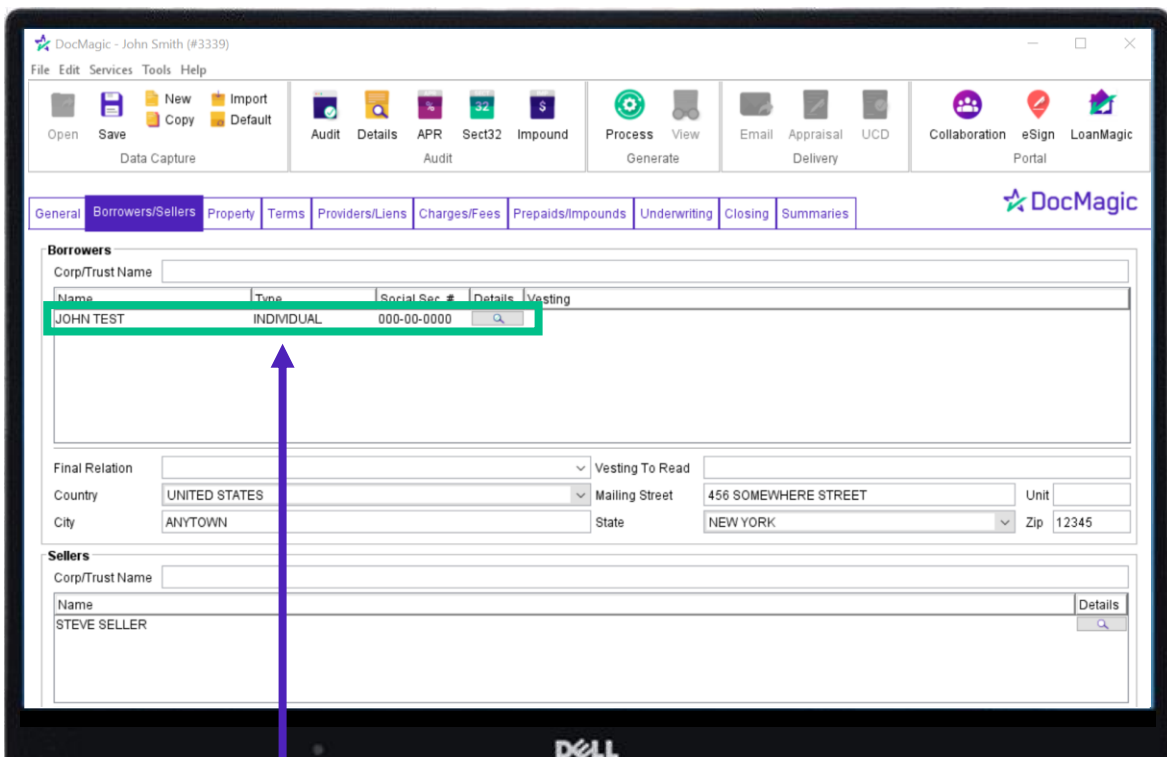 DocMagic - John Smith (#3339)
File Edit Services Tools Help
Open Save New Copy Import Default
Data Capture
Audit Details APR Sect32 Impound
Audit
Process View
Generate
Email Appraisal UCD
Delivery
Collaboration eSign LoanMagic
Portal
DocMagic
General Borrowers/Sellers Property Terms Providers/Liens Charges/Fees Prepaids/Impounds Underwriting Closing Summaries
Borrowers
Corp/Trust Name
Name Type Social Sec. # Details Vesting
JOHN TEST INDIVIDUAL 000-00-0000
Final Relation Vesting To Read
Country UNITED STATES Mailing Street 456 SOMEWHERE STREET Unit
City ANYTOWN State NEW YORK Zip 12345
Sellers
Corp/Trust Name
Name Details
STEVE SELLER
DELL